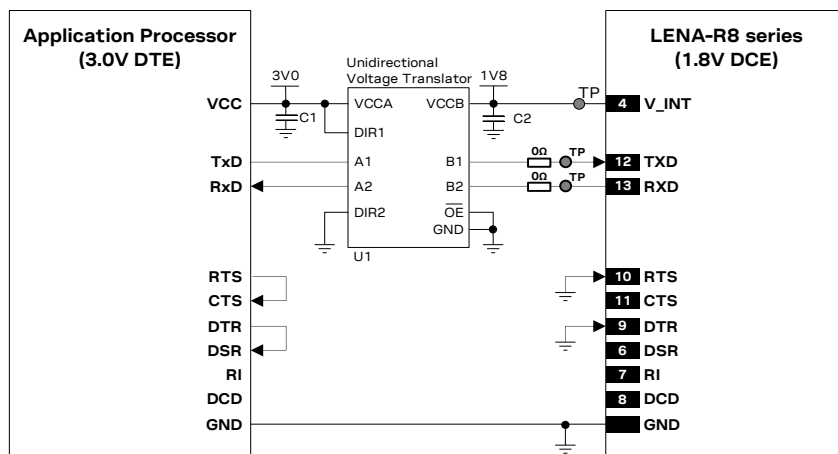 Application Processor
(3.0V DTE)
LENA-R8 series
(1.8V DCE)
Unidirectional
Voltage Translator
3V0
1V8
TP
VCC
VCCA
VCCB
4
V_INT
C1
C2
DIR1
0Ω
TP
TxD
A1
B1
12
TXD
0Ω
TP
RxD
A2
B2
13
RXD
DIR2
OE
GND
U1
RTS
10
RTS
CTS
11
CTS
DTR
9
DTR
DSR
6
DSR
RI
7
RI
DCD
8
DCD
GND
GND